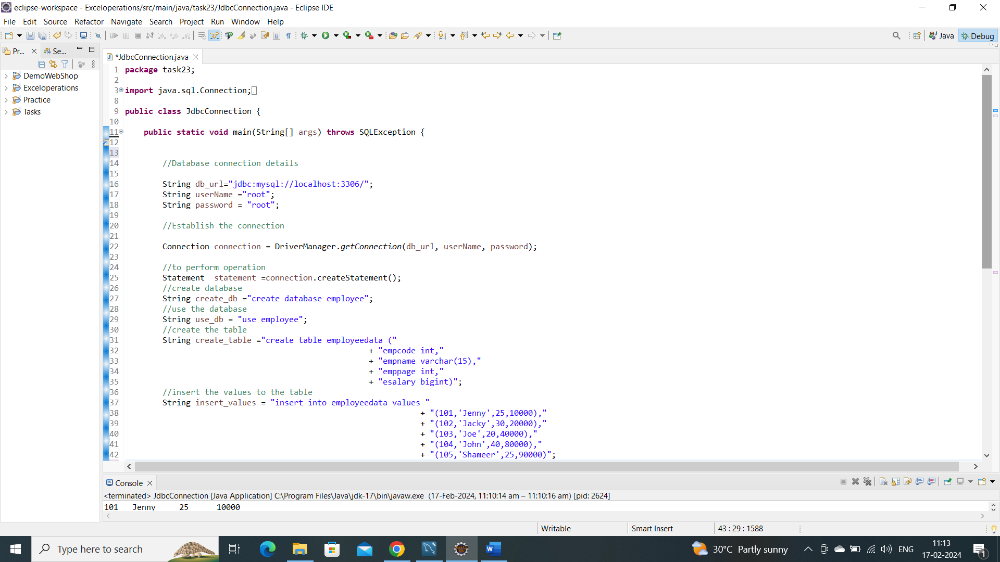 eclipse-workspace - Exceloperations/src/main/java/task23/JdbcConnection.java - Eclipse IDE
File Edit Source Refactor Navigate Search Project Run Window Help
Java Debug
Pr... Se...
*JdbcConnection.java
DemoWebShop
Exceloperations
Practice
Tasks
1 package task23;
2
3 import java.sql.Connection;
8
9 public class JdbcConnection {
10
11 public static void main(String[] args) throws SQLException {
12
13
14 //Database connection details
15
16 String db_url="jdbc:mysql://localhost:3306/";
17 String userName ="root";
18 String password = "root";
19
20 //Establish the connection
21
22 Connection connection = DriverManager.getConnection(db_url, userName, password);
23
24 //to perform operation
25 Statement  statement =connection.createStatement();
26 //create database
27 String create_db ="create database employee";
28 //use the database
29 String use_db = "use employee";
30 //create the table
31 String create_table ="create table employeedata ("
32 + "empcode int,"
33 + "empname varchar(15),"
34 + "emppage int,"
35 + "esalary bigint)";
36 //insert the values to the table
37 String insert_values = "insert into employeedata values "
38 + "(101,'Jenny',25,10000),"
39 + "(102,'Jacky',30,20000),"
40 + "(103,'Joe',20,40000),"
41 + "(104,'John',40,80000),"
42 + "(105,'Shameer',25,90000)";
Console
<terminated> JdbcConnection [Java Application] C:\Program Files\Java\jdk-17\bin\javaw.exe (17-Feb-2024, 11:10:14 am – 11:10:16 am) [pid: 2624]
101 Jenny 25 10000
Writable Smart Insert 43 : 29 : 1588
Type here to search
30°C Partly sunny
ENG
11:13
17-02-2024
1